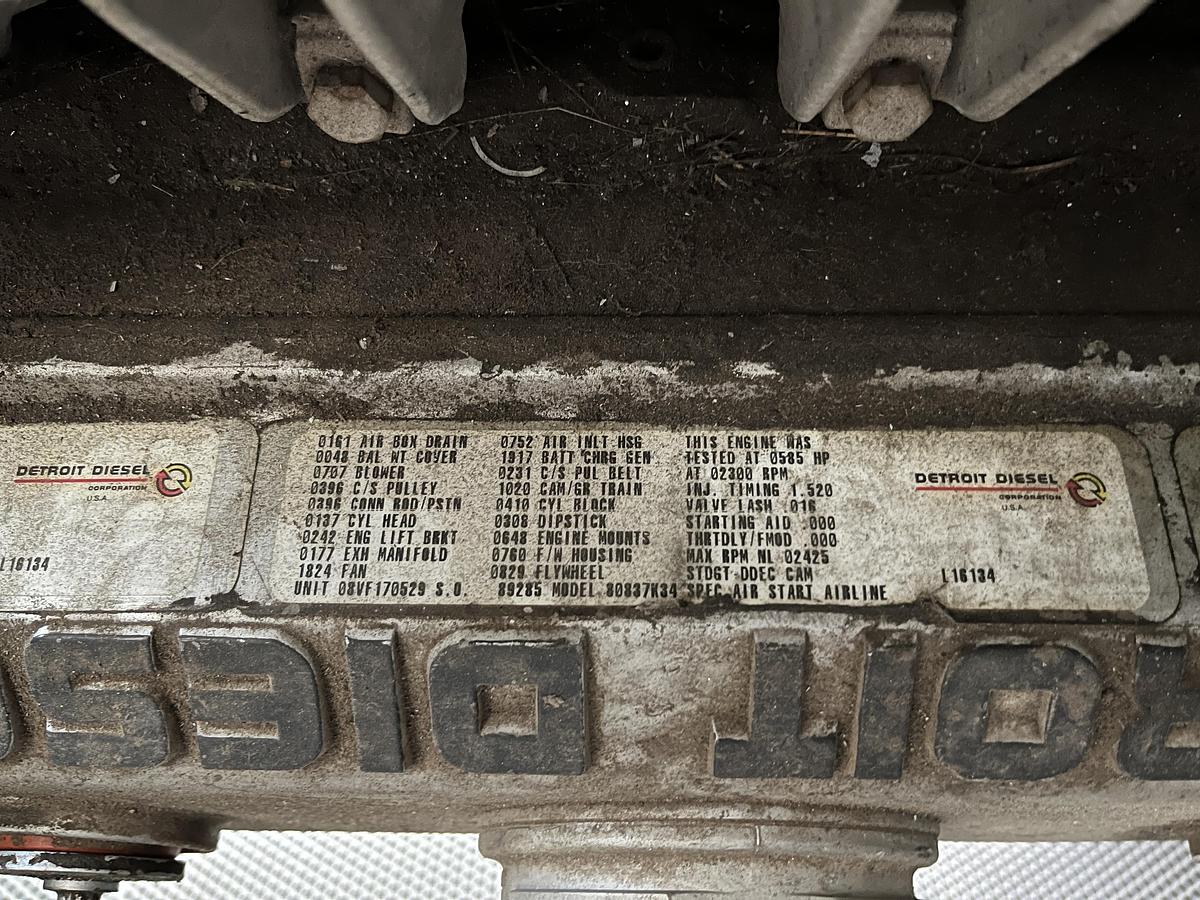 DETROIT DIESEL
CORPORATION
U.S.A.
L16134
0161 AIR BOX DRAIN 0752 AIR INLT HSG THIS ENGINE WAS
0048 BAL WT COVER 1917 BATT CHRG GEN TESTED AT 0585 HP
0707 BLOWER 0231 C/S PUL BELT AT 02300 RPM
0396 C/S PULLEY 1020 CAM/GR TRAIN INJ. TIMING 1.520
0396 CONN ROD/PSTN 0410 CYL BLOCK VALVE LASH .016
0137 CYL HEAD 0308 DIPSTICK STARTING AID .000
0242 ENG LIFT BRKT 0648 ENGINE MOUNTS THRTDLY/FMOD .000
0177 EXH MANIFOLD 0760 F/W HOUSING MAX RPM NL 02425
1824 FAN 0829 FLYWHEEL STDGT-DDEC CAM
UNIT 08VF170529 S.O. 89285 MODEL 80837K34 SPEC AIR START AIRLINE
DETROIT DIESEL
CORPORATION
U.S.A.
L16134
ROIT DIES